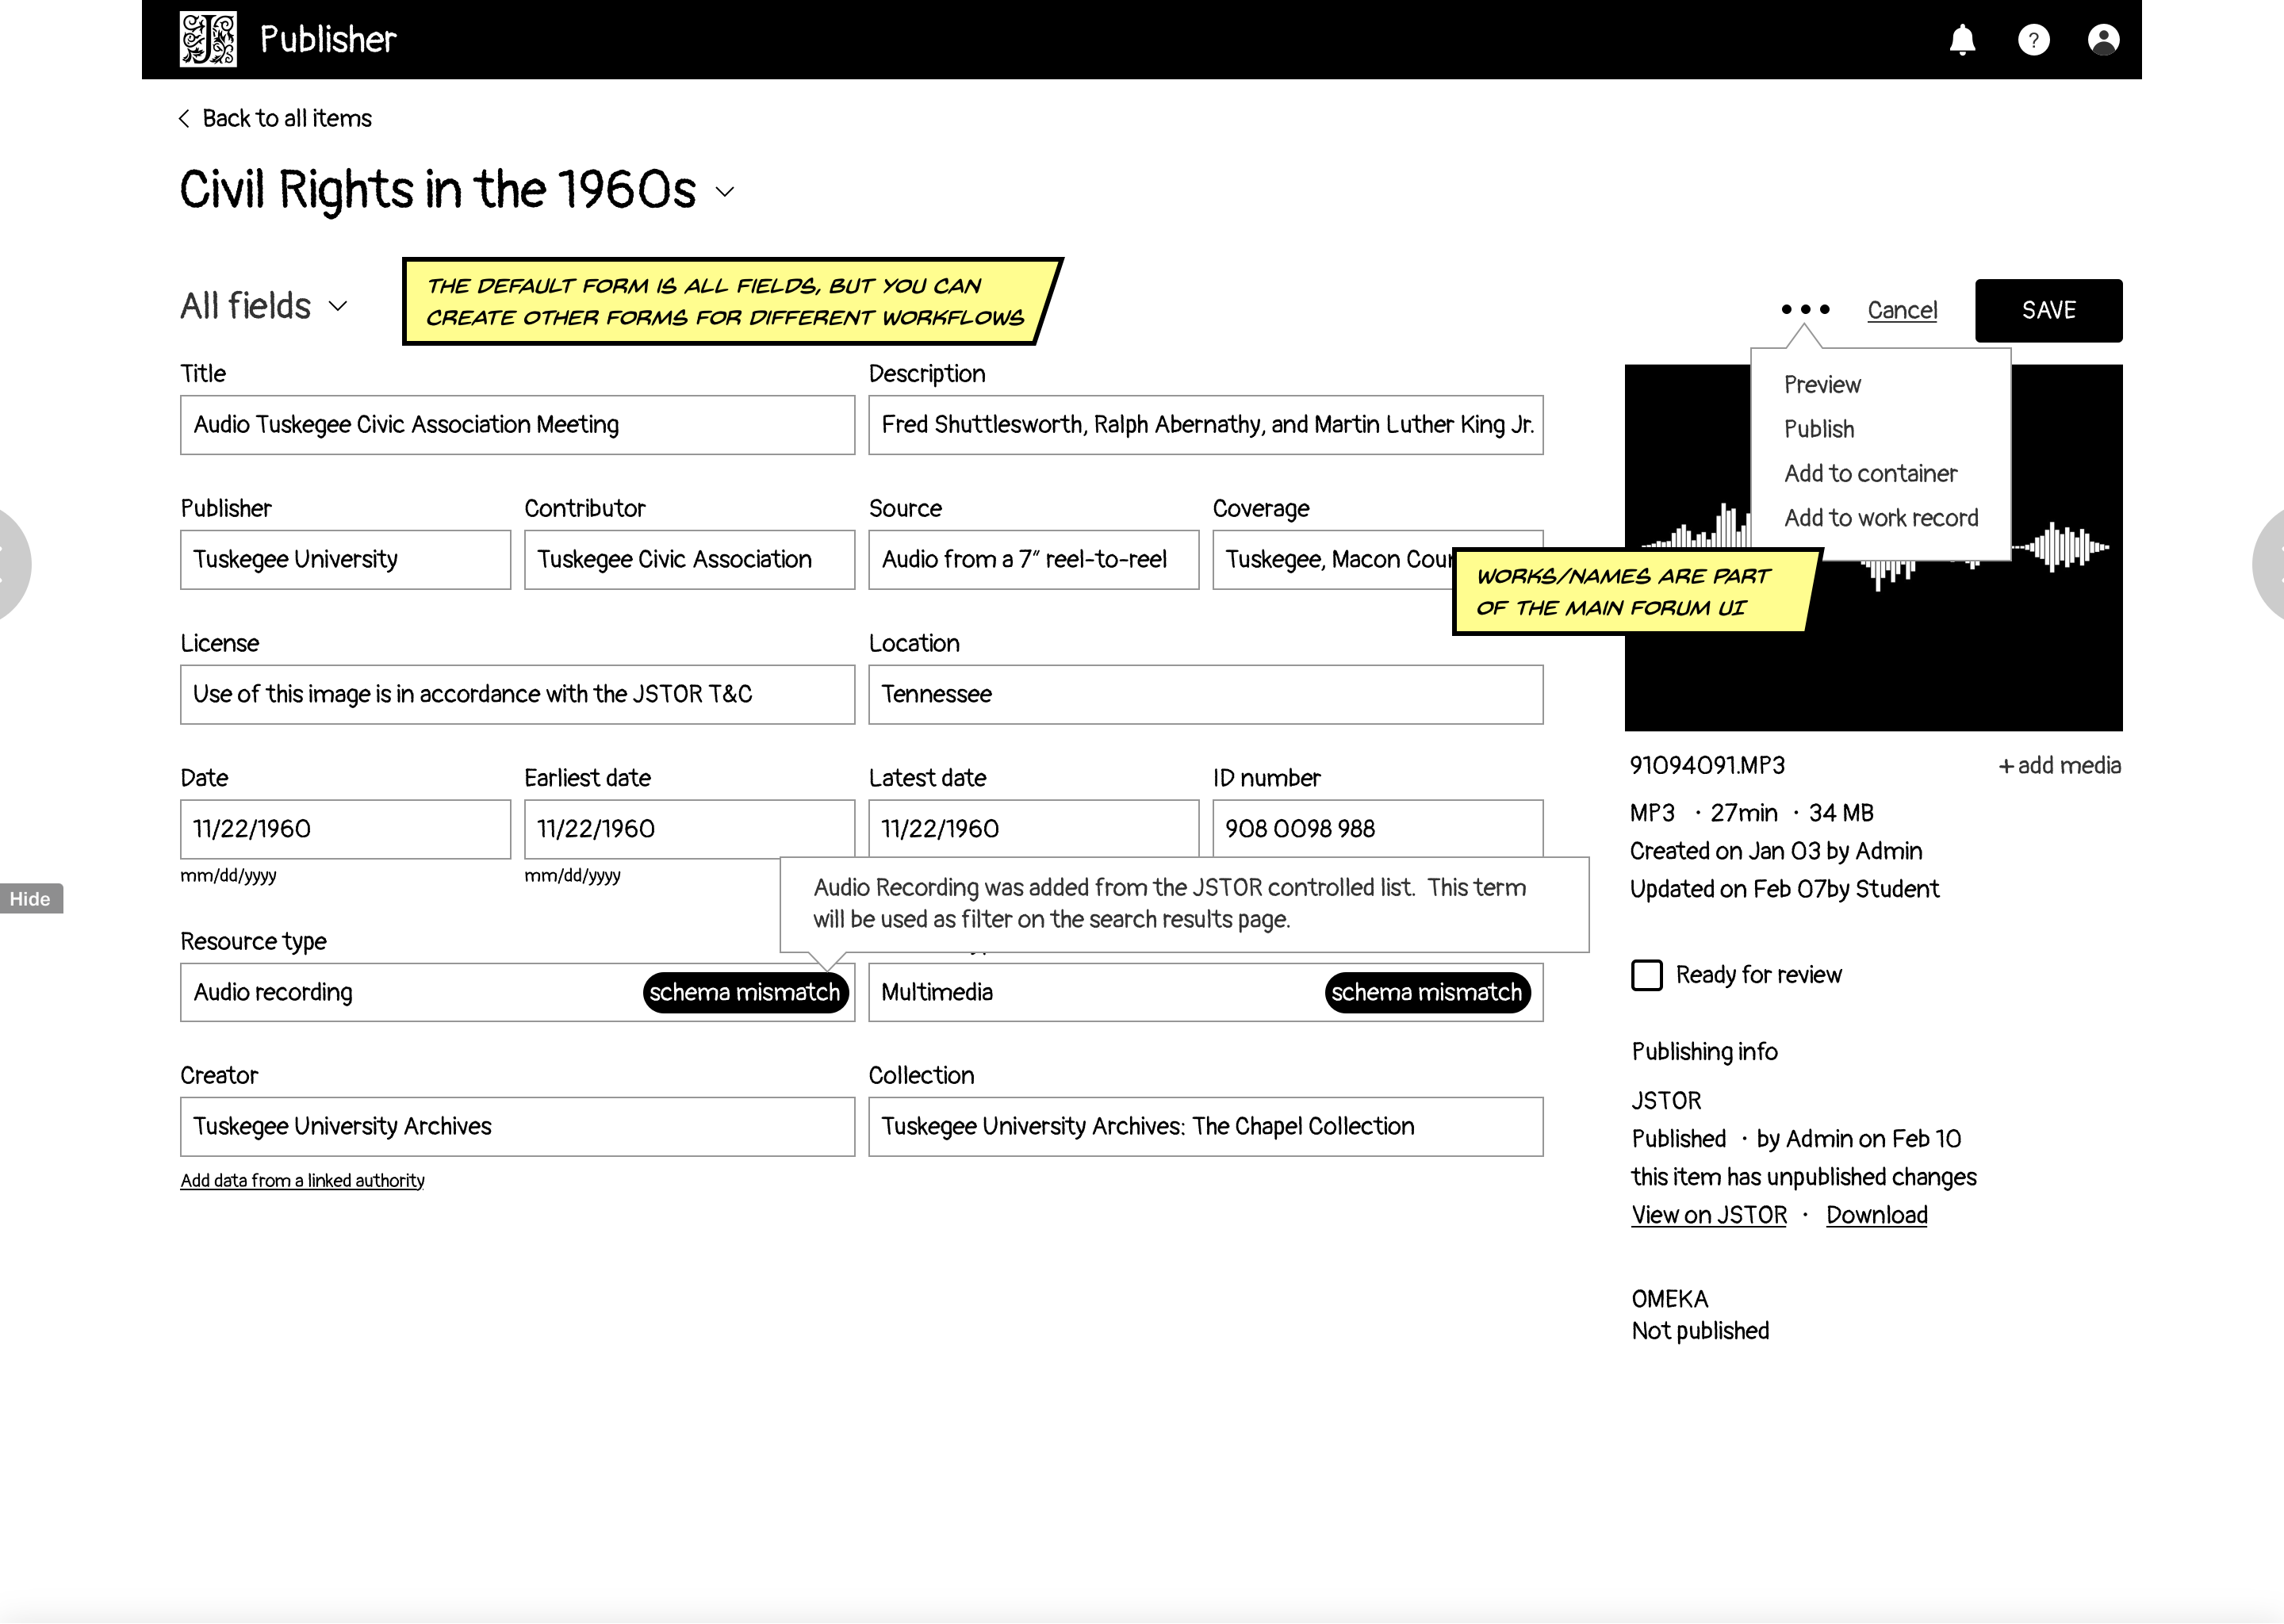 Publisher
?
Back to all items
Civil Rights in the 1960s
All fields
THE DEFAULT FORM IS ALL FIELDS, BUT YOU CAN
CREATE OTHER FORMS FOR DIFFERENT WORKFLOWS
Cancel
SAVE
Preview
Publish
Add to container
Add to work record
WORKS/NAMES ARE PART
OF THE MAIN FORUM UI
Title
Audio Tuskegee Civic Association Meeting
Description
Fred Shuttlesworth, Ralph Abernathy, and Martin Luther King Jr.
Publisher
Tuskegee University
Contributor
Tuskegee Civic Association
Source
Audio from a 7" reel-to-reel
Coverage
Tuskegee, Macon
License
Use of this image is in accordance with the JSTOR T&C
Location
Tennessee
Date
11/22/1960
mm/dd/yyyy
Earliest date
11/22/1960
mm/dd/yyyy
Latest date
11/22/1960
ID number
908 0098 988
Audio Recording was added from the JSTOR controlled list. This term
will be used as filter on the search results page.
Resource type
Audio recording
schema mismatch
Multimedia
schema mismatch
Creator
Tuskegee University Archives
Add data from a linked authority
Collection
Tuskegee University Archives: The Chapel Collection
91094091.MP3
+ add media
MP3 · 27min · 34 MB
Created on Jan 03 by Admin
Updated on Feb 07by Student
Ready for review
Publishing info
JSTOR
Published · by Admin on Feb 10
this item has unpublished changes
View on JSTOR · Download
OMEKA
Not published
Hide